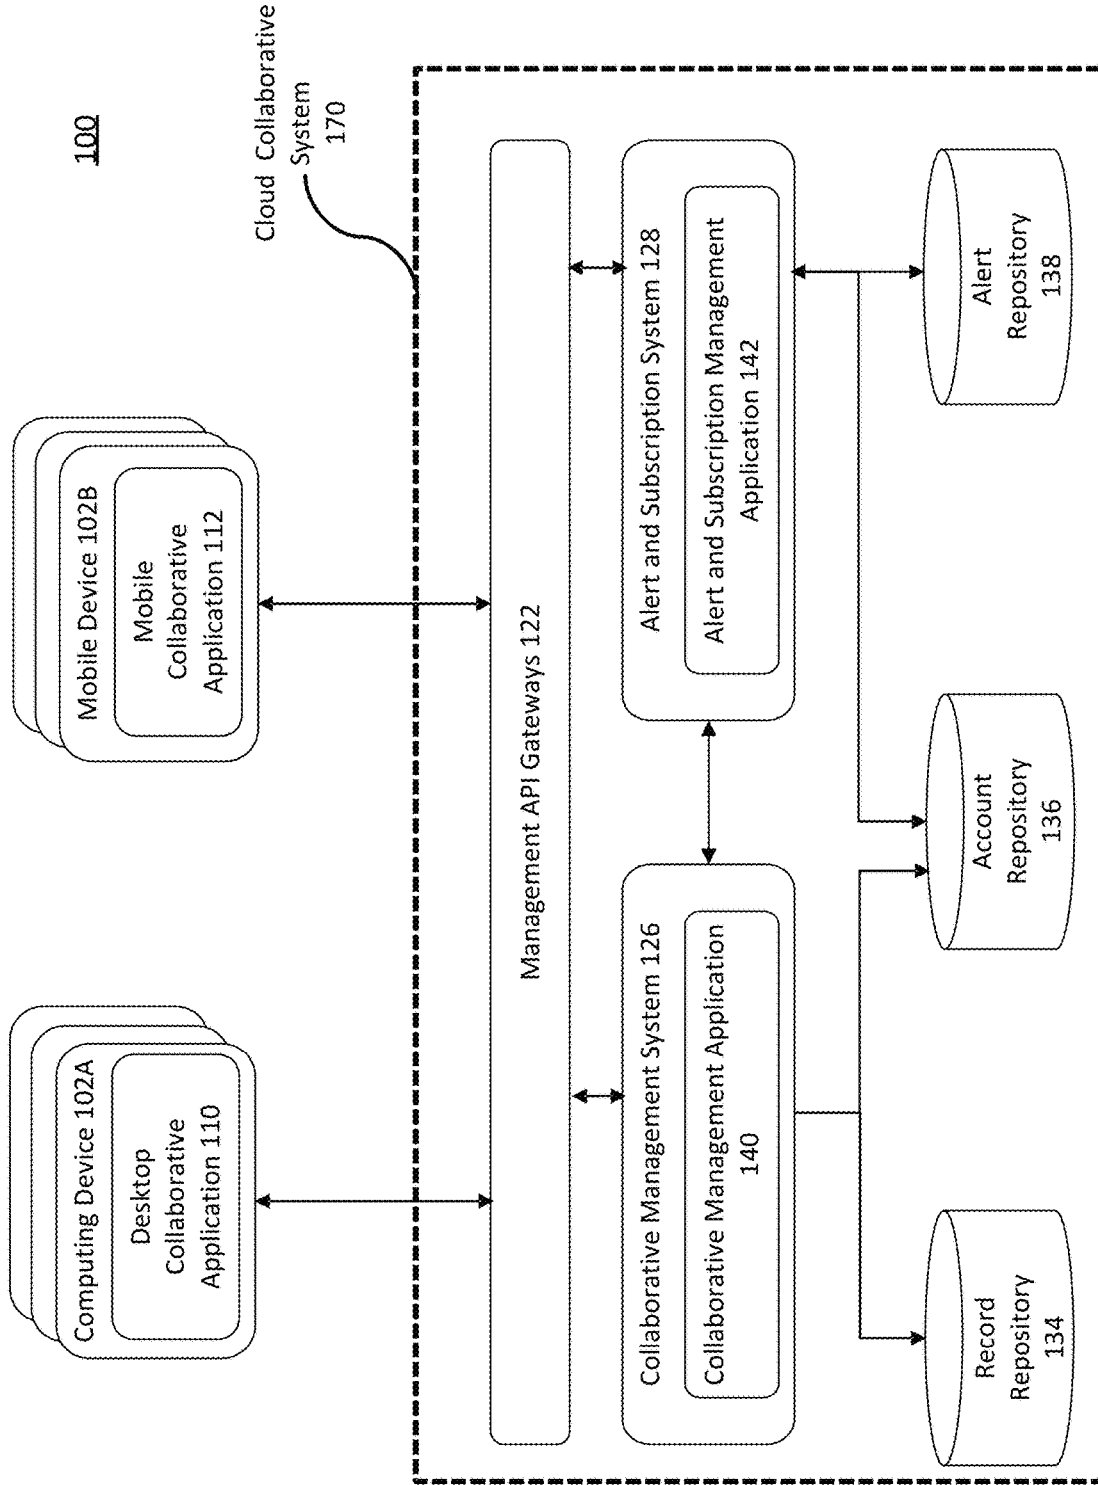 100
Computing Device 102A
Desktop
Collaborative
Application 110
Mobile Device 102B
Mobile
Collaborative
Application 112
Cloud Collaborative
System
170
Management API Gateways 122
Collaborative Management System 126
Collaborative Management Application
140
Alert and Subscription System 128
Alert and Subscription Management
Application 142
Record
Repository
134
Account
Repository
136
Alert
Repository
138